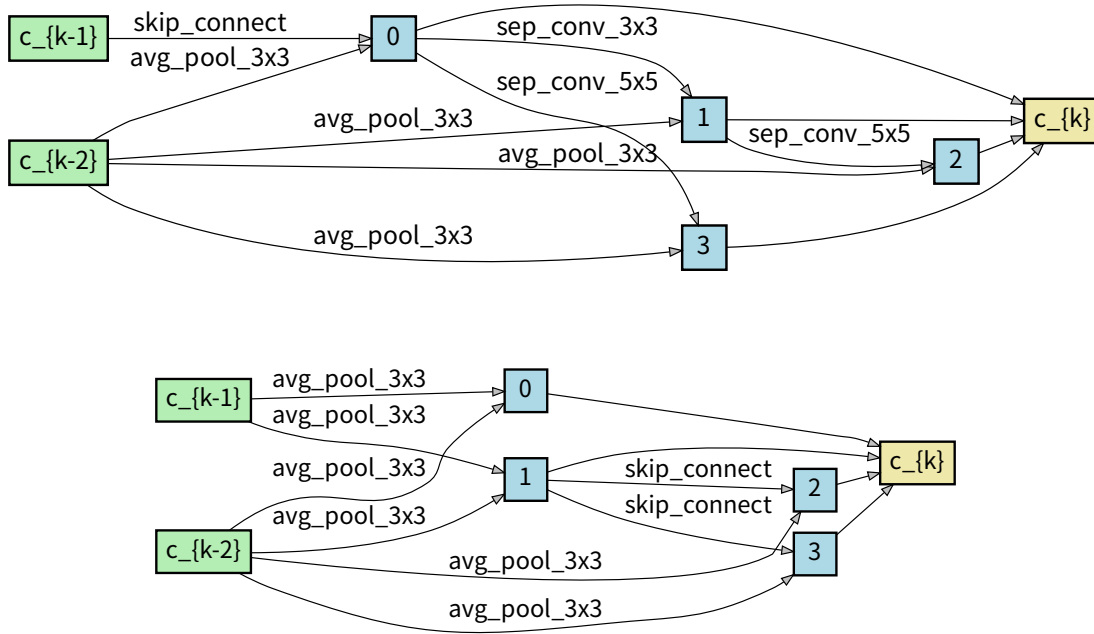 c_{k-1}
skip_connect
0
sep_conv_3x3
avg_pool_3x3
sep_conv_5x5
avg_pool_3x3
1
c_{k}
sep_conv_5x5
c_{k-2}
avg_pool_3x3
2
avg_pool_3x3
3
c_{k-1}
avg_pool_3x3
0
avg_pool_3x3
c_{k}
avg_pool_3x3
1
skip_connect
2
skip_connect
avg_pool_3x3
c_{k-2}
avg_pool_3x3
3
avg_pool_3x3